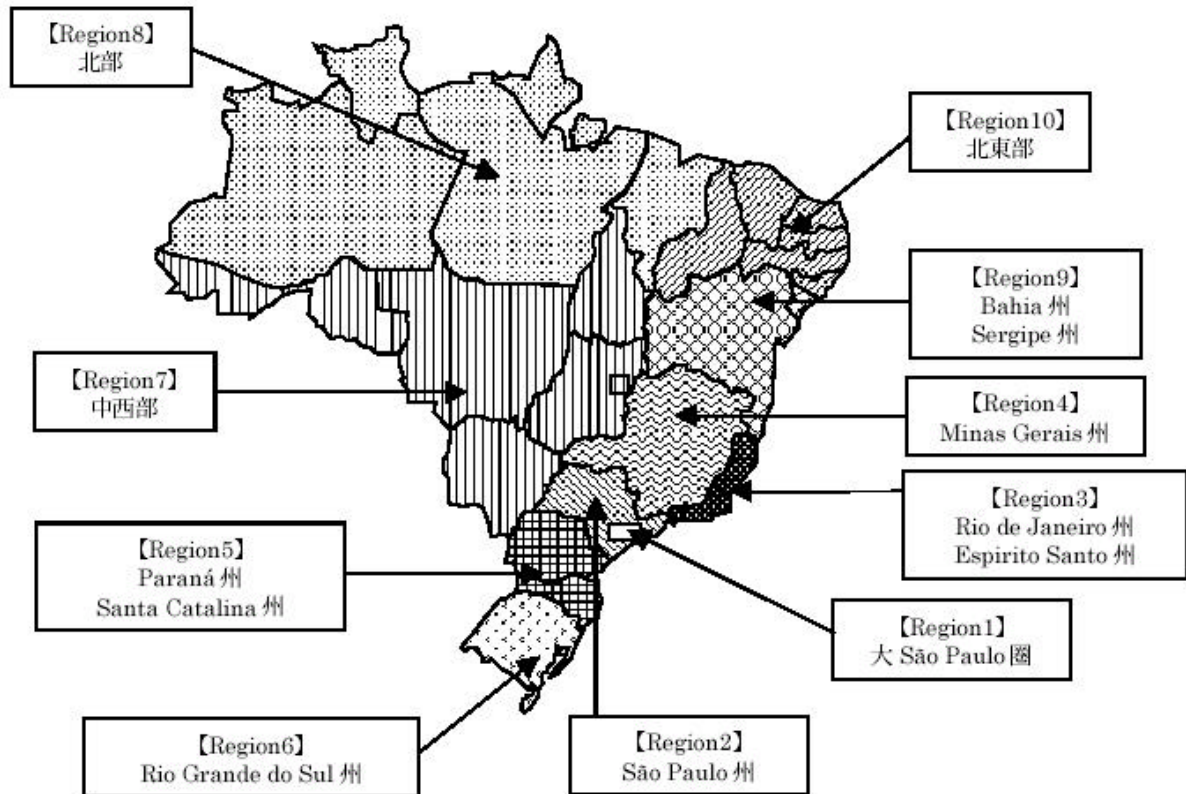 【Region8】
北部
【Region10】
北東部
【Region9】
Bahia 州
Sergipe 州
【Region7】
中西部
【Region4】
Minas Gerais 州
【Region3】
Rio de Janeiro 州
Espirito Santo 州
【Region5】
Paraná 州
Santa Catalina 州
【Region1】
大 São Paulo 圏
【Region6】
Rio Grande do Sul 州
【Region2】
São Paulo 州